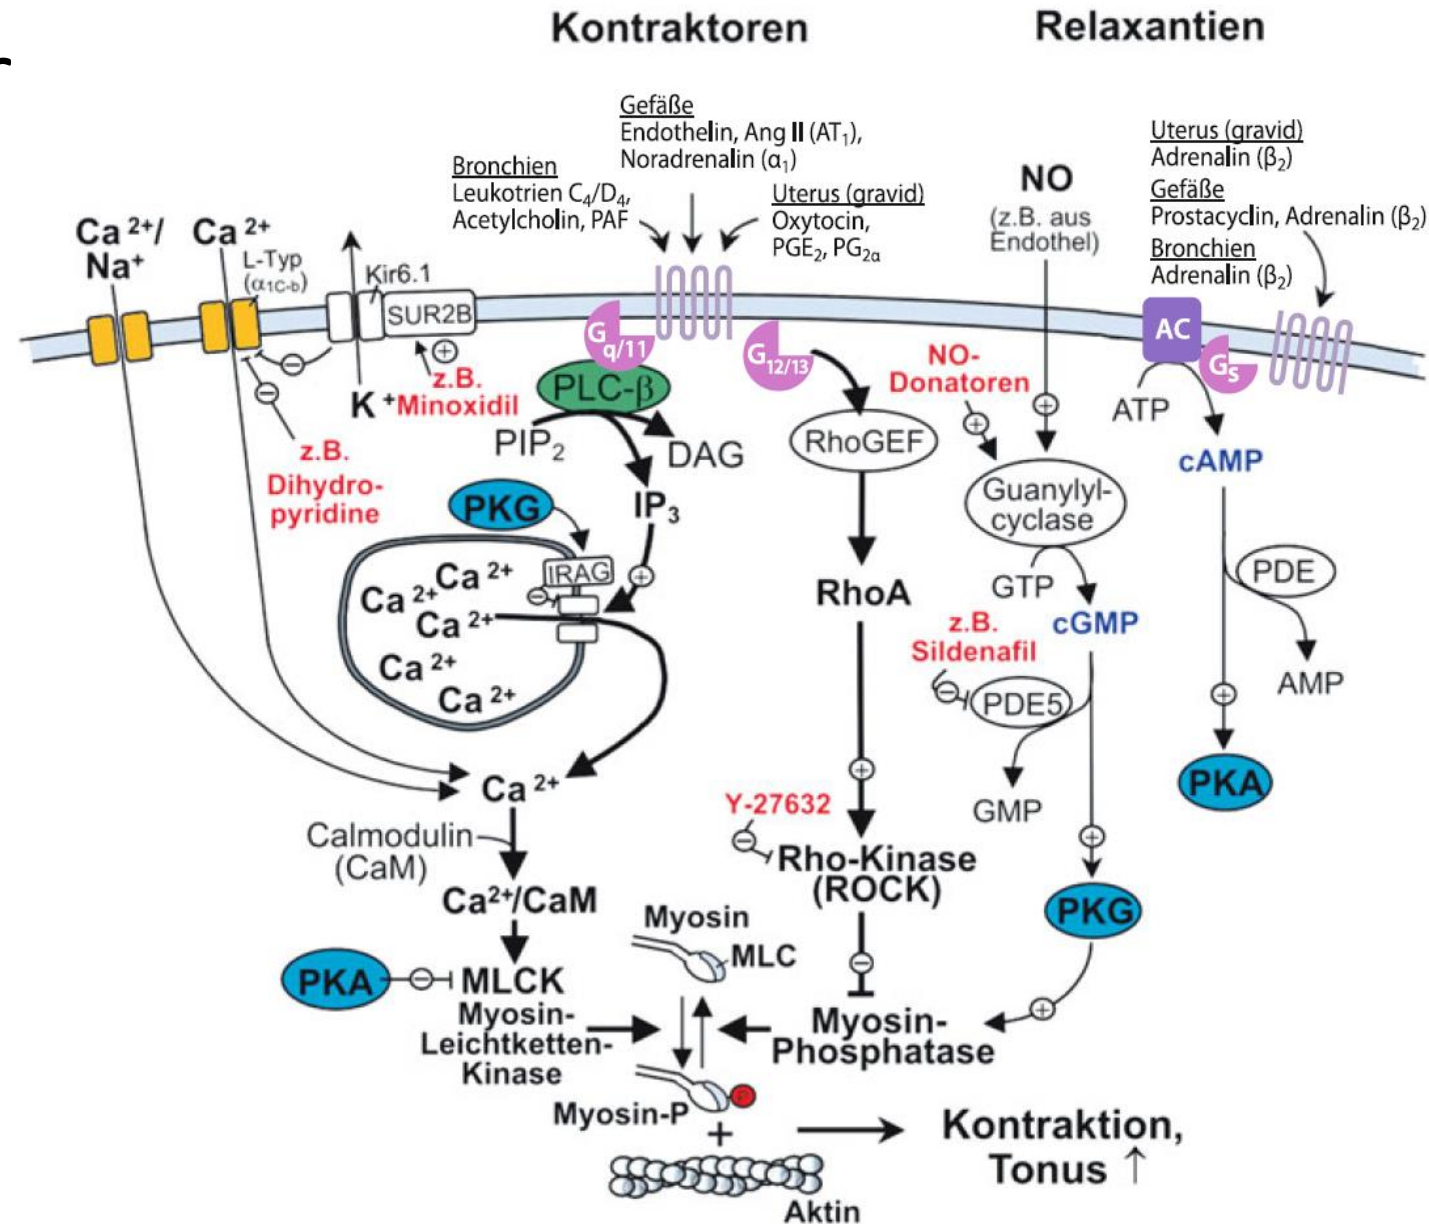 Kontraktoren
Relaxantien
Gefäße
Endothelin, Ang II (AT1),
Noradrenalin (α1)
Bronchien
Leukotrien C4/D4,
Acetylcholin, PAF
Uterus (gravid)
Oxytocin,
PGE2, PG2α
NO
(z.B. aus
Endothel)
Uterus (gravid)
Adrenalin (β2)
Gefäße
Prostacyclin, Adrenalin (β2)
Bronchien
Adrenalin (β2)
Ca 2+/
Na+
Ca 2+
L-Typ
(α1C-b)
Kir6.1
SUR2B
+
−
−
K +
z.B.
Minoxidil
z.B.
Dihydro-
pyridine
Gq/11
PLC-β
PIP2
DAG
IP3
+
PKG
IRAG
−
Ca 2+
Ca 2+
Ca 2+
Ca 2+
Ca 2+
G12/13
RhoGEF
RhoA
+
Y-27632
−
Rho-Kinase
(ROCK)
−
NO-
Donatoren
+
+
Guanylyl-
cyclase
GTP
cGMP
z.B.
Sildenafil
−
PDE5
GMP
+
PKG
+
AC
Gs
ATP
cAMP
PDE
AMP
+
PKA
Ca 2+
Calmodulin
(CaM)
Ca2+/CaM
PKA
−
MLCK
Myosin-
Leichtketten-
Kinase
Myosin
MLC
Myosin-
Phosphatase
Myosin-P
P
+
Aktin
Kontraktion,
Tonus ↑